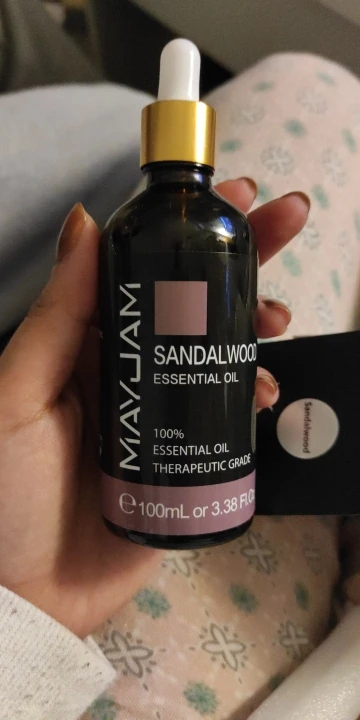 MAYJAM
SANDALWOOD
ESSENTIAL OIL
100%
ESSENTIAL OIL
THERAPEUTIC GRADE
℮100mL or 3.38 Fl.
Sandalwood